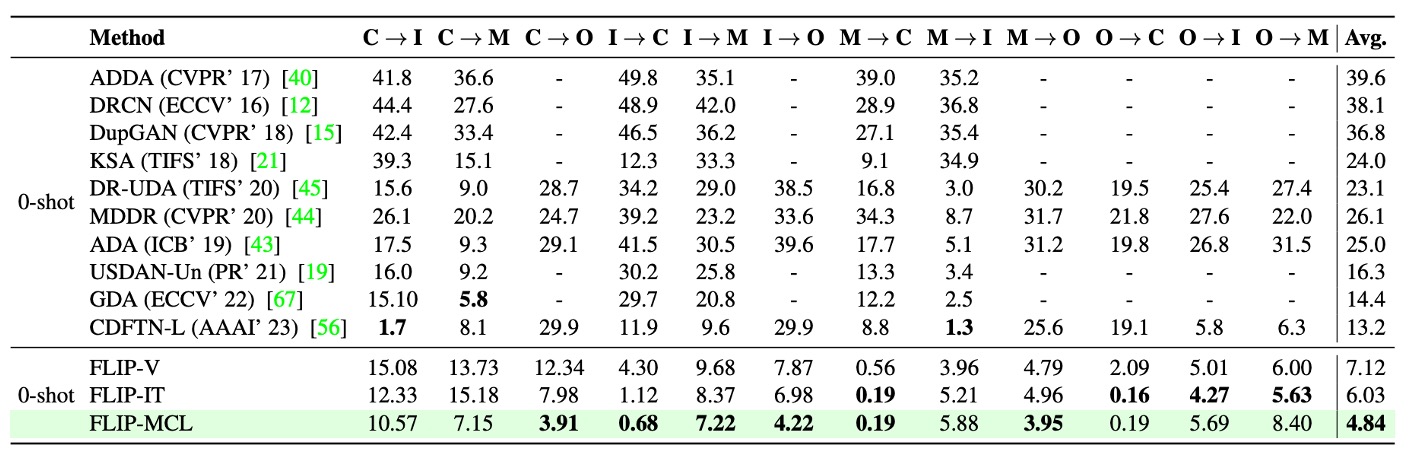 Method C → I C → M C → O I → C I → M I → O M → C M → I M → O O → C O → I O → M Avg.
ADDA (CVPR' 17) [40] 41.8 36.6 - 49.8 35.1 - 39.0 35.2 - - - - 39.6
DRCN (ECCV' 16) [12] 44.4 27.6 - 48.9 42.0 - 28.9 36.8 - - - - 38.1
DupGAN (CVPR' 18) [15] 42.4 33.4 - 46.5 36.2 - 27.1 35.4 - - - - 36.8
KSA (TIFS' 18) [21] 39.3 15.1 - 12.3 33.3 - 9.1 34.9 - - - - 24.0
0-shot DR-UDA (TIFS' 20) [45] 15.6 9.0 28.7 34.2 29.0 38.5 16.8 3.0 30.2 19.5 25.4 27.4 23.1
MDDR (CVPR' 20) [44] 26.1 20.2 24.7 39.2 23.2 33.6 34.3 8.7 31.7 21.8 27.6 22.0 26.1
ADA (ICB' 19) [43] 17.5 9.3 29.1 41.5 30.5 39.6 17.7 5.1 31.2 19.8 26.8 31.5 25.0
USDAN-Un (PR' 21) [19] 16.0 9.2 - 30.2 25.8 - 13.3 3.4 - - - - 16.3
GDA (ECCV' 22) [67] 15.10 5.8 - 29.7 20.8 - 12.2 2.5 - - - - 14.4
CDFTN-L (AAAI' 23) [56] 1.7 8.1 29.9 11.9 9.6 29.9 8.8 1.3 25.6 19.1 5.8 6.3 13.2
FLIP-V 15.08 13.73 12.34 4.30 9.68 7.87 0.56 3.96 4.79 2.09 5.01 6.00 7.12
0-shot FLIP-IT 12.33 15.18 7.98 1.12 8.37 6.98 0.19 5.21 4.96 0.16 4.27 5.63 6.03
FLIP-MCL 10.57 7.15 3.91 0.68 7.22 4.22 0.19 5.88 3.95 0.19 5.69 8.40 4.84